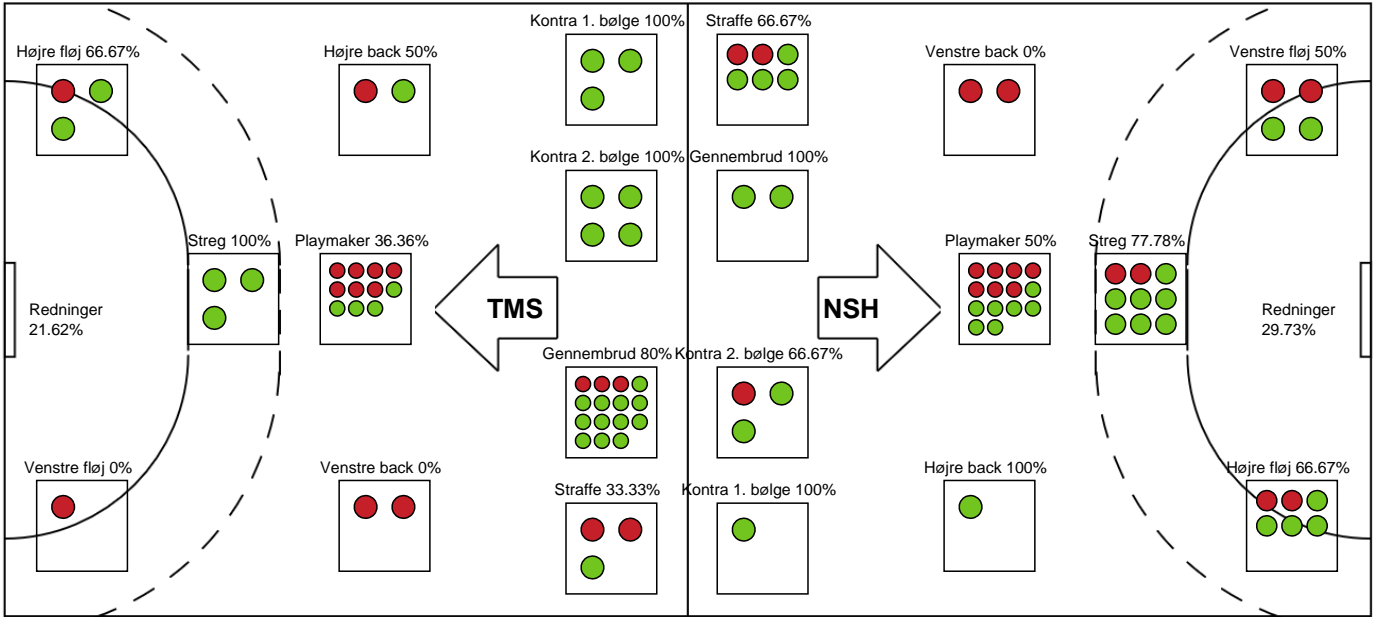 Kontra 1. bølge 100%
Straffe 66.67%
Højre fløj 66.67%
Højre back 50%
Venstre back 0%
Venstre fløj 50%
Kontra 2. bølge 100%
Gennembrud 100%
Streg 100%
Playmaker 36.36%
Playmaker 50%
Streg 77.78%
Redninger
21.62%
TMS
NSH
Redninger
29.73%
Gennembrud 80%
Kontra 2. bølge 66.67%
Venstre fløj 0%
Venstre back 0%
Højre back 100%
Højre fløj 66.67%
Straffe 33.33%
Kontra 1. bølge 100%